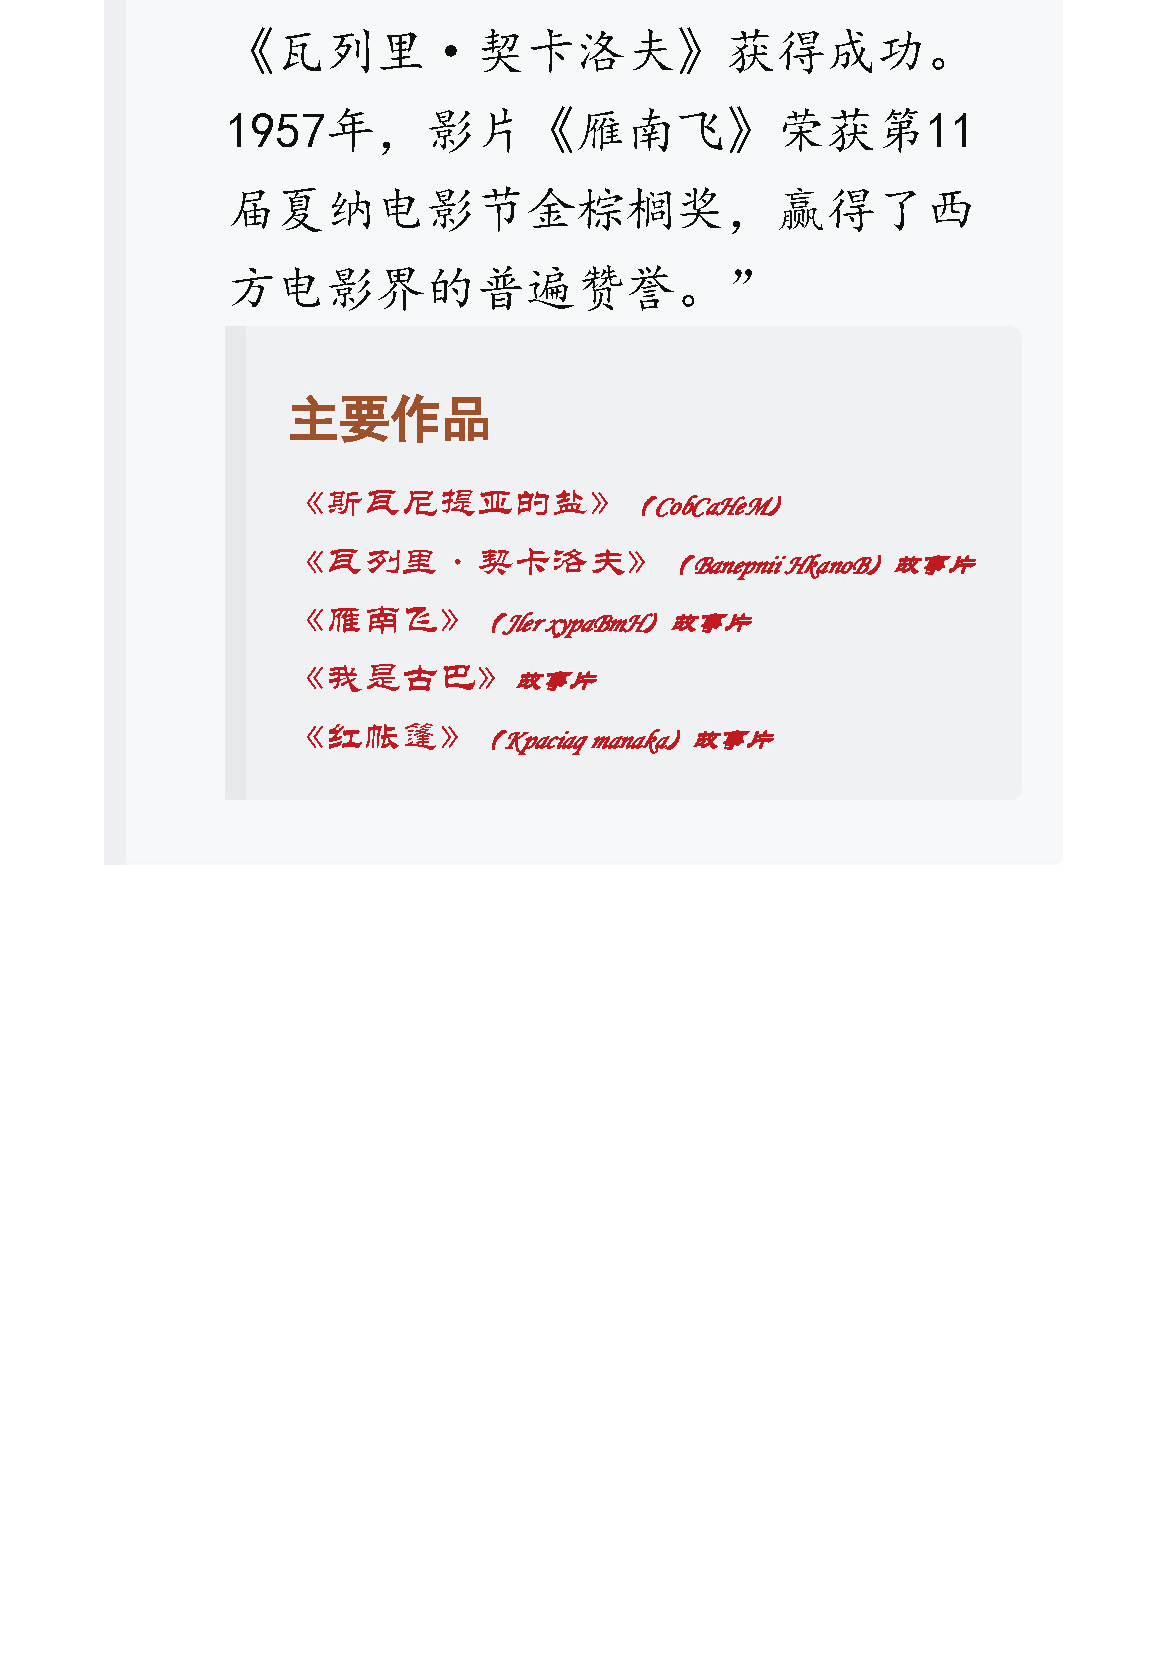 《瓦列里·契卡洛夫》获得成功。
1957年，影片《雁南飞》荣获第11
届夏纳电影节金棕榈奖，赢得了西
方电影界的普遍赞誉。”
主要作品
《斯瓦尼提亚的盐》（CobCaHeM）
《瓦列里·契卡洛夫》（Banepnii HkanoB）故事片
《雁南飞》（Jler xypaBmH）故事片
《我是古巴》故事片
《红帐篷》（Kpaciaq manaka）故事片